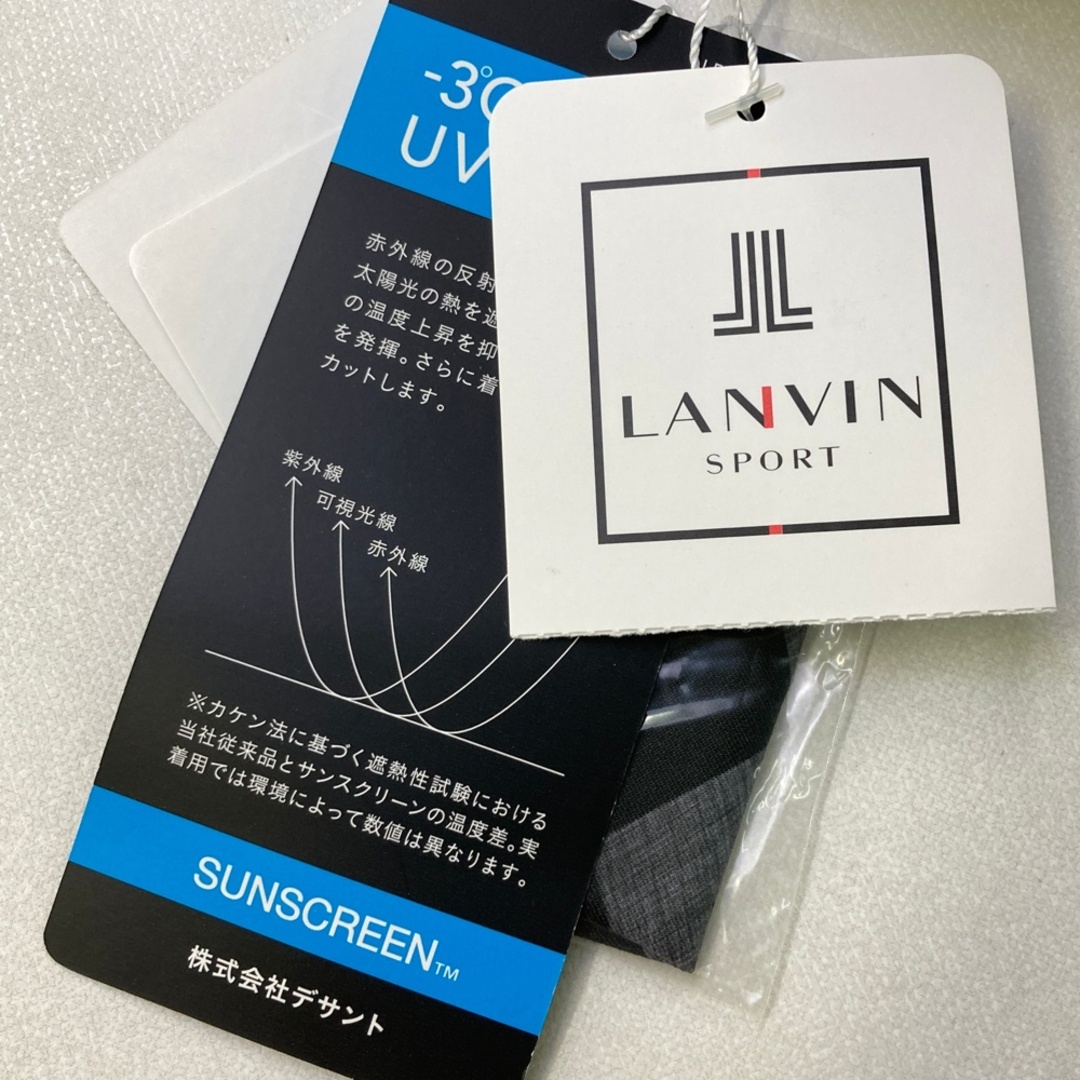 -3°C
UV
赤外線の反射
太陽光の熱を遮
の温度上昇を抑
を発揮。さらに着
カットします。
紫外線
可視光線
赤外線
※カケン法に基づく遮熱性試験における
当社従来品とサンスクリーンの温度差。実
着用では環境によって数値は異なります。
SUNSCREEN™
株式会社デサント
LANVIN
SPORT